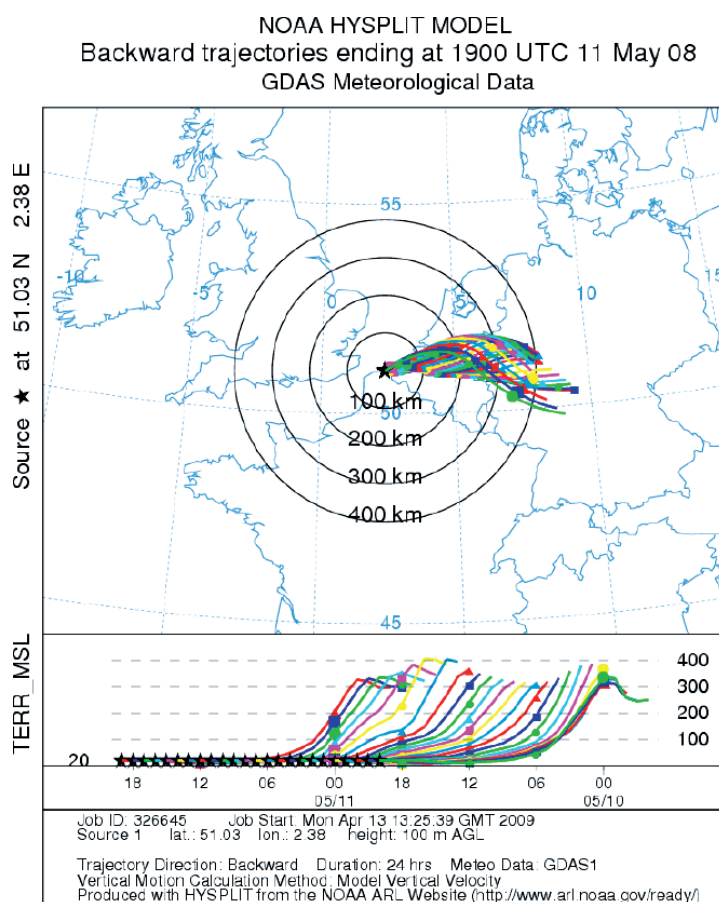 NOAA HYSPLIT MODEL
Backward trajectories ending at 1900 UTC 11 May 08
GDAS Meteorological Data
Source ★ at 51.03 N 2.38 E
55
-10
-5
0
5
10
50
100 km
200 km
300 km
400 km
45
TERR_MSL
400
300
200
100
20
18 12 06 00 18 12 06 00
05/11 05/10
Job ID: 326645 Job Start: Mon Apr 13 13:25:39 GMT 2009
Source 1 lat.: 51.03 lon.: 2.38 height: 100 m AGL
Trajectory Direction: Backward Duration: 24 hrs Meteo Data: GDAS1
Vertical Motion Calculation Method: Model Vertical Velocity
Produced with HYSPLIT from the NOAA ARL Website (http://www.arl.noaa.gov/ready/)